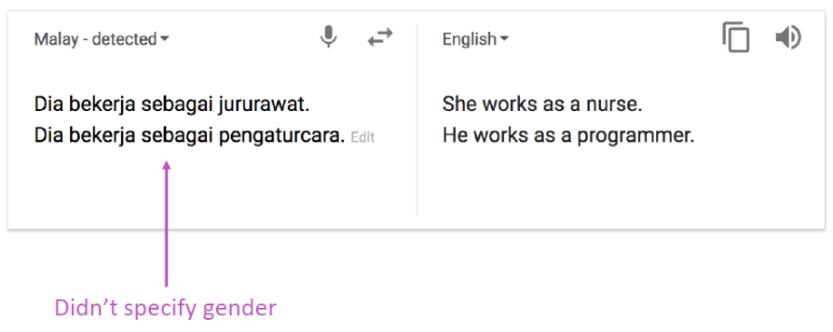 Malay - detected
English
Dia bekerja sebagai jururawat.
Dia bekerja sebagai pengaturcara. Edit
She works as a nurse.
He works as a programmer.
Didn't specify gender